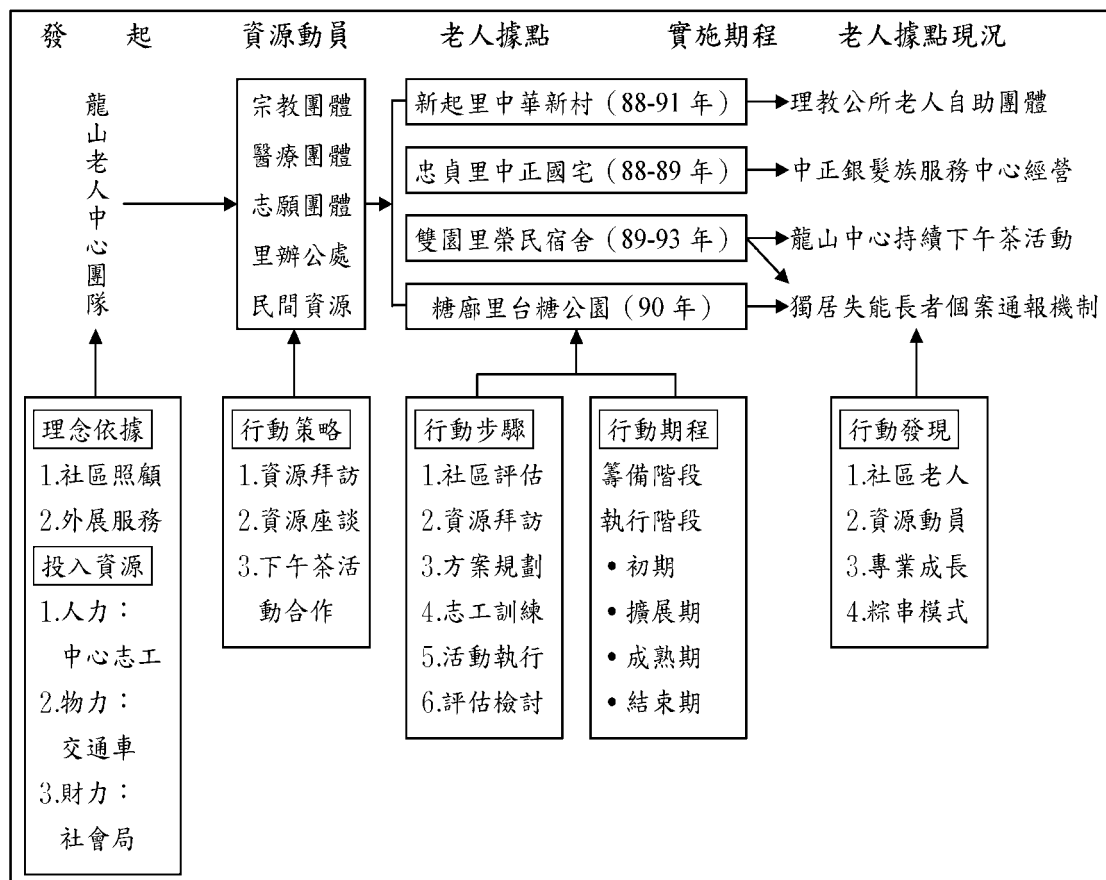 發 起 資源動員 老人據點 實施期程 老人據點現況
龍山老人中心團隊
宗教團體
醫療團體
志願團體
里辦公處
民間資源
新起里中華新村（88-91 年）
忠貞里中正國宅（88-89 年）
雙園里榮民宿舍（89-93 年）
糖廍里台糖公園（90 年）
理教公所老人自助團體
中正銀髮族服務中心經營
龍山中心持續下午茶活動
獨居失能長者個案通報機制
理念依據
1.社區照顧
2.外展服務
投入資源
1.人力：
中心志工
2.物力：
交通車
3.財力：
社會局
行動策略
1.資源拜訪
2.資源座談
3.下午茶活
動合作
行動步驟
1.社區評估
2.資源拜訪
3.方案規劃
4.志工訓練
5.活動執行
6.評估檢討
行動期程
籌備階段
執行階段
•初期
•擴展期
•成熟期
•結束期
行動發現
1.社區老人
2.資源動員
3.專業成長
4.粽串模式